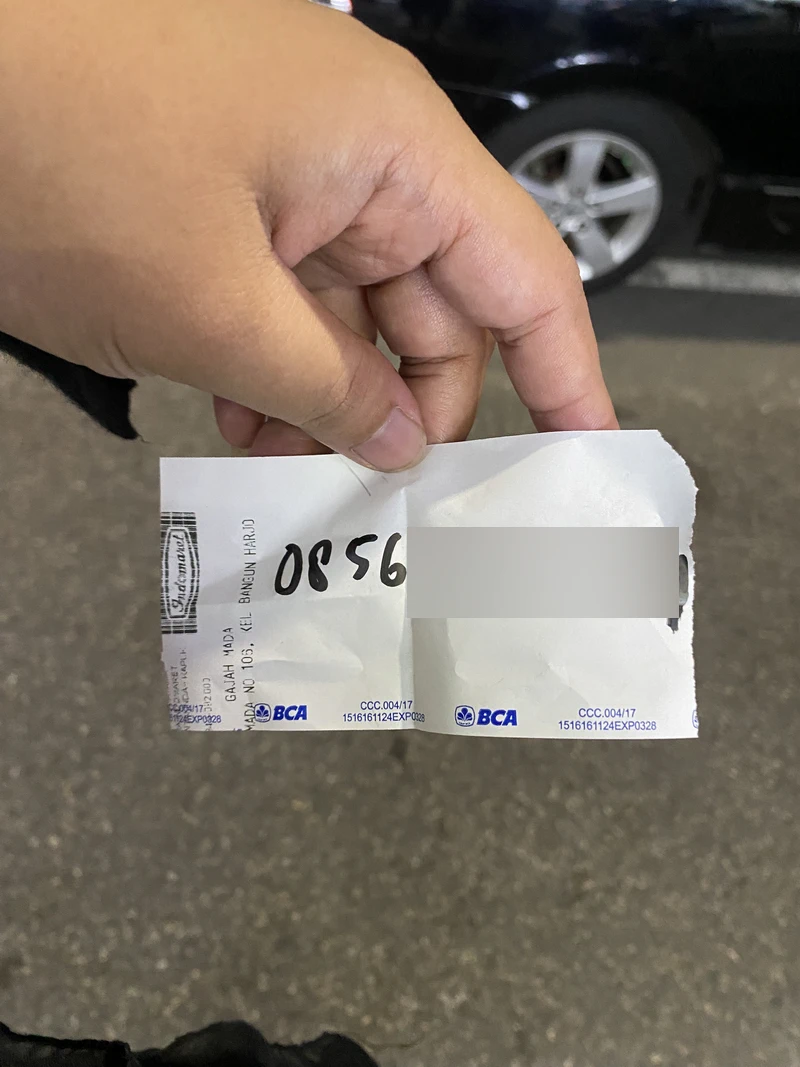 Indomaret
GAJAH MADA
MADA NO 106, KEL BANGUN HARJO
0856
BCA
CCC.004/17
1516161124EXP0328
BCA
CCC.004/17
1516161124EXP0328